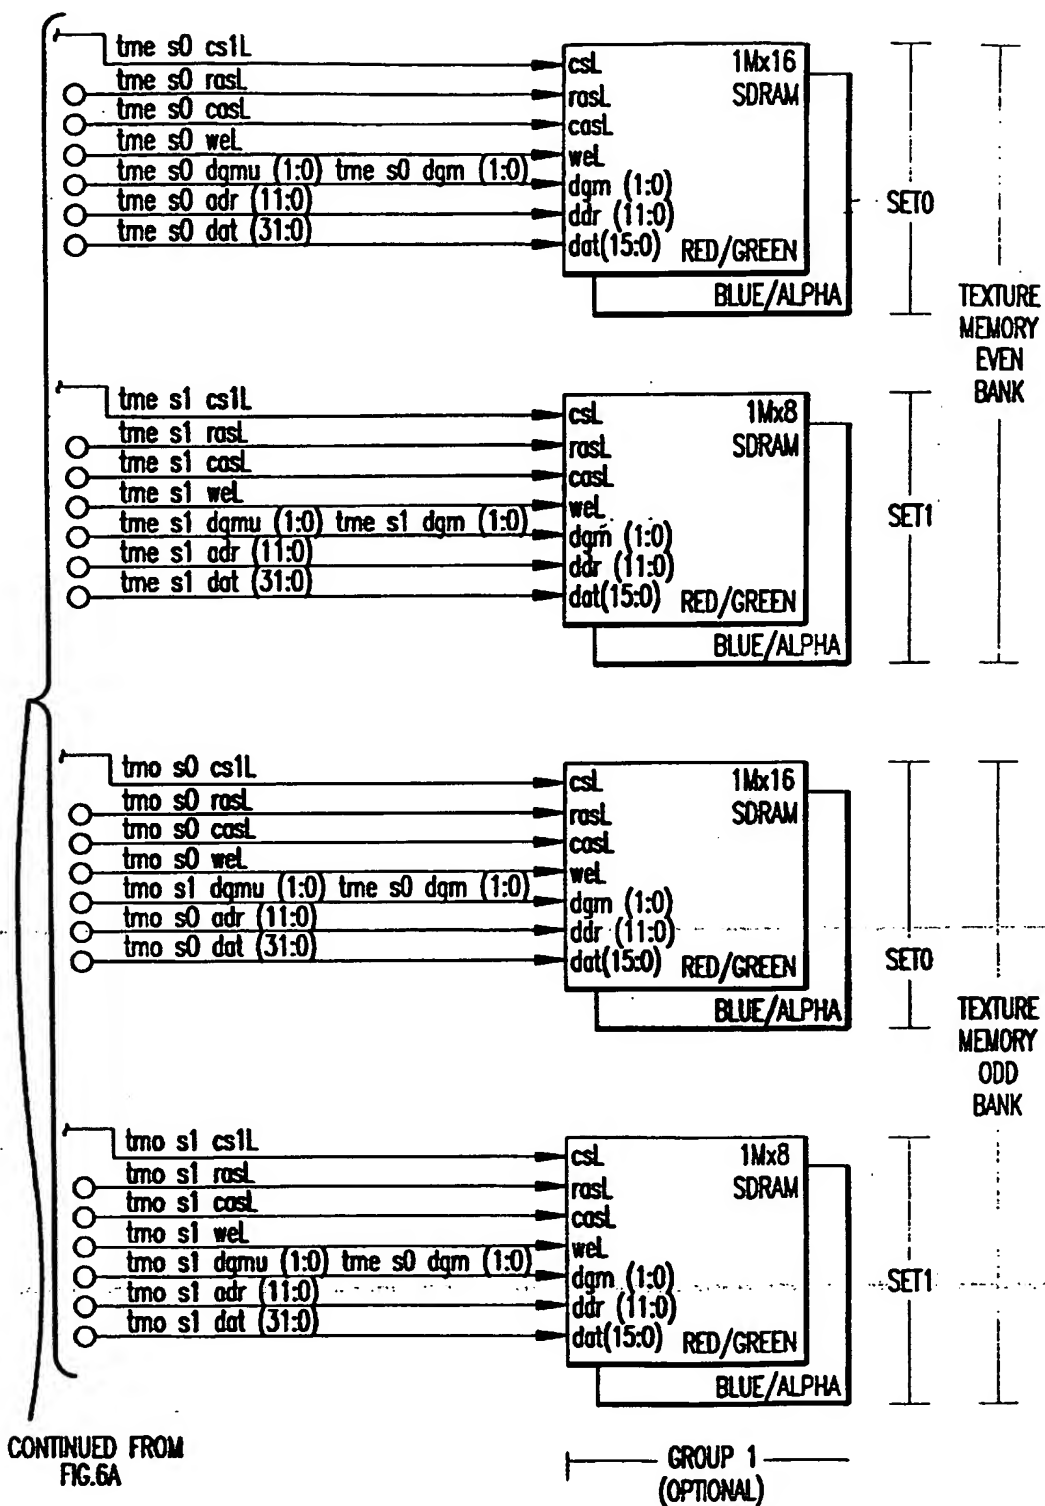 tme s0 cs1L
tme s0 rasL
tme s0 casL
tme s0 weL
tme s0 dqmu (1:0) tme s0 dqm (1:0)
tme s0 adr (11:0)
tme s0 dat (31:0)
csL 1Mx16
rasL SDRAM
casL
weL
dqm (1:0)
ddr (11:0)
dat(15:0) RED/GREEN
BLUE/ALPHA
SET0
tme s1 cs1L
tme s1 rasL
tme s1 casL
tme s1 weL
tme s1 dqmu (1:0) tme s1 dqm (1:0)
tme s1 adr (11:0)
tme s1 dat (31:0)
csL 1Mx8
rasL SDRAM
casL
weL
dqm (1:0)
ddr (11:0)
dat(15:0) RED/GREEN
BLUE/ALPHA
SET1
TEXTURE
MEMORY
EVEN
BANK
tmo s0 cs1L
tmo s0 rasL
tmo s0 casL
tmo s0 weL
tmo s1 dqmu (1:0) tme s0 dqm (1:0)
tmo s0 adr (11:0)
tmo s0 dat (31:0)
csL 1Mx16
rasL SDRAM
casL
weL
dqm (1:0)
ddr (11:0)
dat(15:0) RED/GREEN
BLUE/ALPHA
SET0
tmo s1 cs1L
tmo s1 rasL
tmo s1 casL
tmo s1 weL
tmo s1 dqmu (1:0) tme s0 dqm (1:0)
tmo s1 adr (11:0)
tmo s1 dat (31:0)
csL 1Mx8
rasL SDRAM
casL
weL
dqm (1:0)
ddr (11:0)
dat(15:0) RED/GREEN
BLUE/ALPHA
SET1
TEXTURE
MEMORY
ODD
BANK
CONTINUED FROM
FIG.6A
GROUP 1
(OPTIONAL)